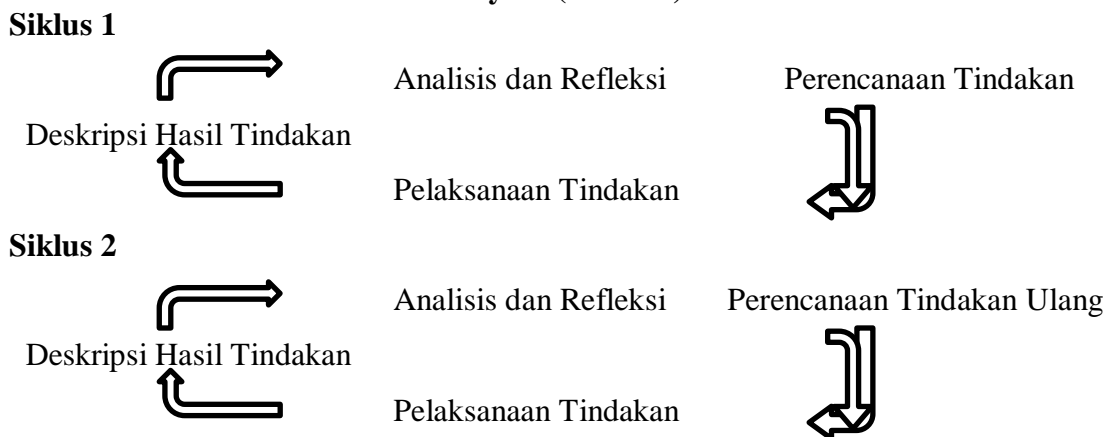 Siklus 1
Analisis dan Refleksi Perencanaan Tindakan
Deskripsi Hasil Tindakan
Pelaksanaan Tindakan
Siklus 2
Analisis dan Refleksi Perencanaan Tindakan Ulang
Deskripsi Hasil Tindakan
Pelaksanaan Tindakan